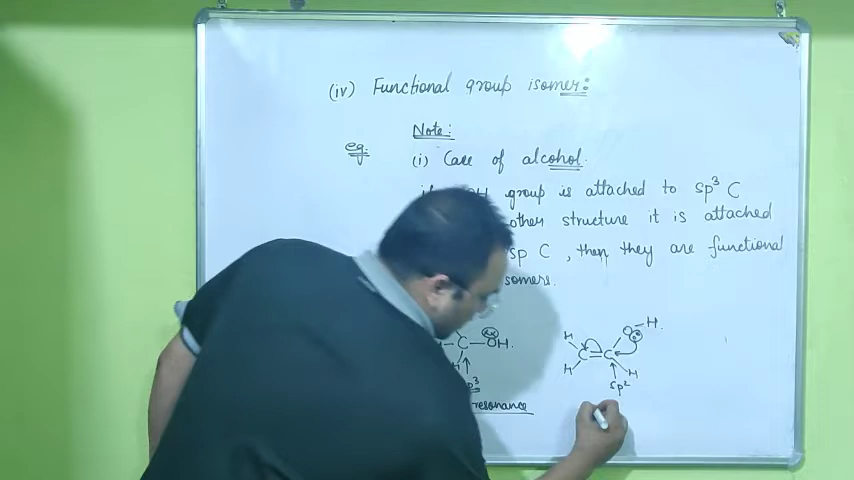 (iv) Functional group isomer:
Note:
eg. (i) Case of alcohol.
group is attached to sp³ C
other structure it is attached
sp C, then they are functional
somers.
C — OH.
H
O — H.
H
C = C
H
H
sp²
resonance